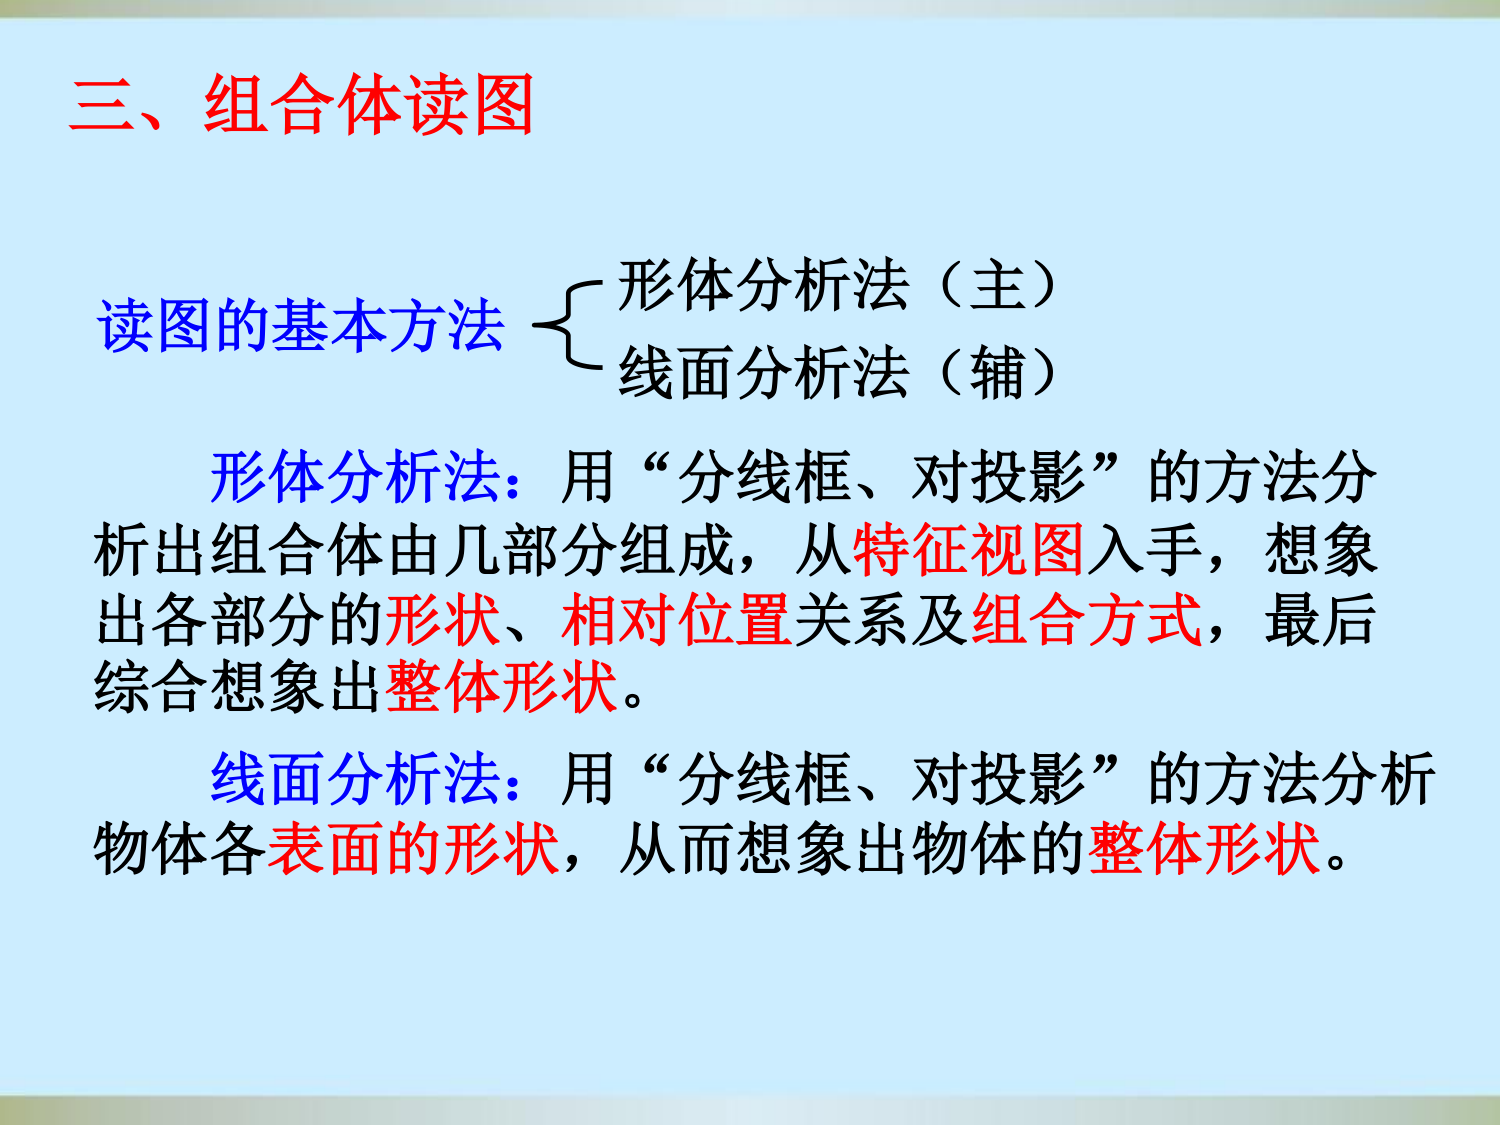 三、组合体读图
形体分析法（主）
读图的基本方法
线面分析法（辅）
形体分析法：用“分线框、对投影”的方法分
析出组合体由几部分组成，从特征视图入手，想象
出各部分的形状、相对位置关系及组合方式，最后
综合想象出整体形状。
线面分析法：用“分线框、对投影”的方法分析
物体各表面的形状，从而想象出物体的整体形状。